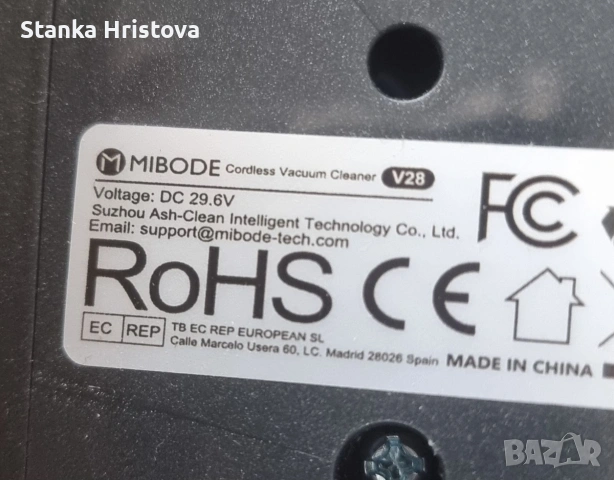 Stanka Hristova
MIBODE Cordless Vacuum Cleaner V28
Voltage: DC 29.6V
Suzhou Ash-Clean Intelligent Technology Co., Ltd.
Email: support@mibode-tech.com
FC
RoHS CE
EC REP
TB EC REP EUROPEAN SL
Calle Marcelo Usera 60, LC. Madrid 28026 Spain
MADE IN CHINA
BAZAR